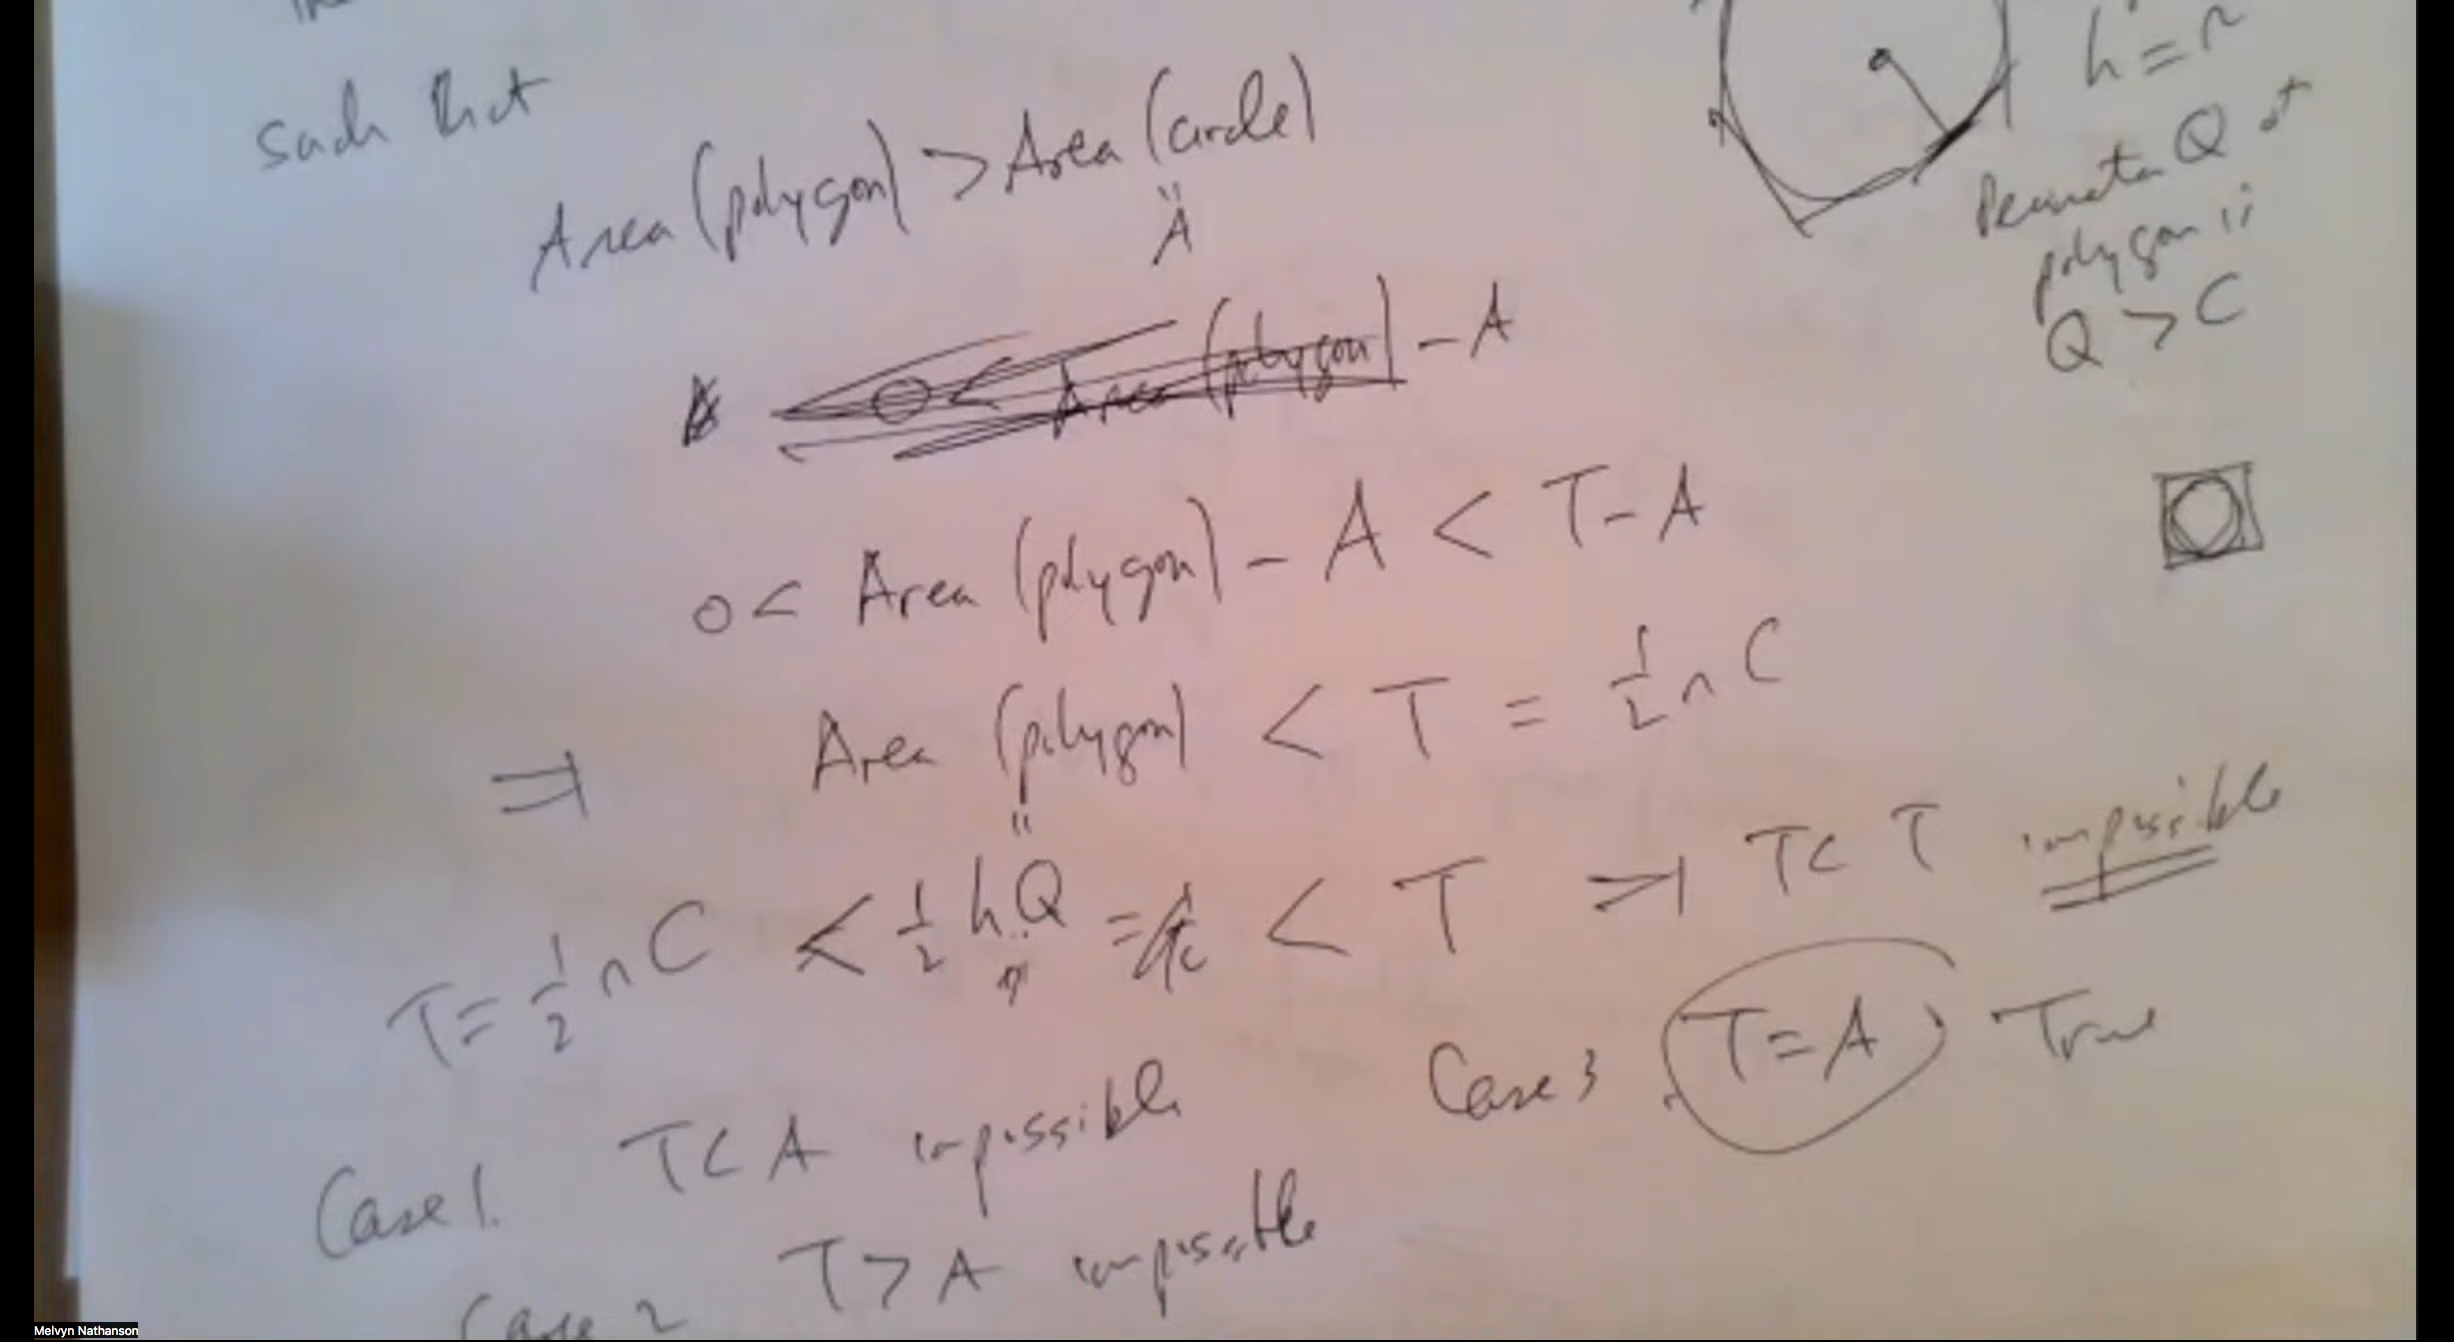 such that
Area (polygon) > Area (circle)
"
A
h = r
Perimeter Q of
polygon is
Q > C
0 < Area (polygon) - A
0 < Area (polygon) - A < T - A
⇒ Area (polygon) < T = 1/2 r C
"
T = 1/2 r C < 1/2 h Q = < T ⇒ T < T impossible
Case 1. T < A impossible
Case 3 T = A True
Case 2 T > A impossible
Melvyn Nathanson